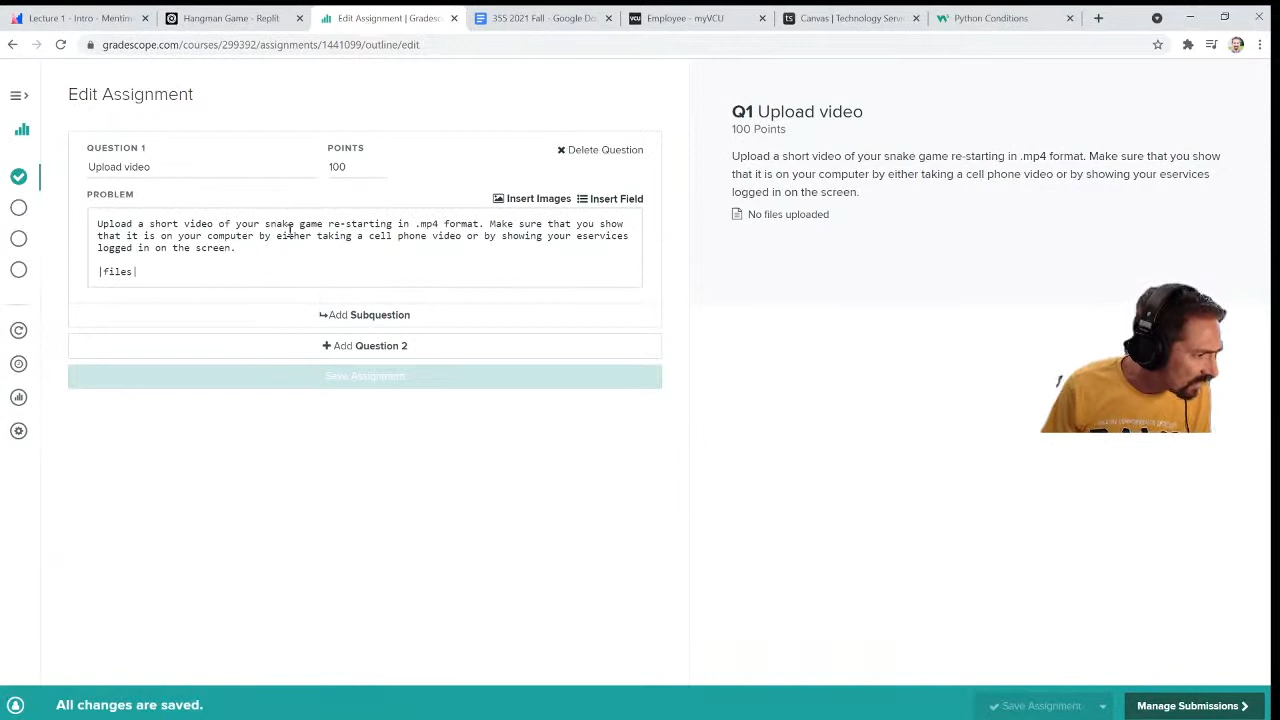 Lecture 1 - Intro - Mentim
Hangman Game - Replit
Edit Assignment | Gradesco
355 2021 Fall - Google Do
Employee - myVCU
Canvas | Technology Servic
Python Conditions
gradescope.com/courses/299392/assignments/1441099/outline/edit
Edit Assignment
QUESTION 1
POINTS
Delete Question
Upload video
100
PROBLEM
Insert Images
Insert Field
Upload a short video of your snake game re-starting in .mp4 format. Make sure that you show
that it is on your computer by either taking a cell phone video or by showing your eservices
logged in on the screen.
|files|
Add Subquestion
Add Question 2
Save Assignment
Q1 Upload video
100 Points
Upload a short video of your snake game re-starting in .mp4 format. Make sure that you show
that it is on your computer by either taking a cell phone video or by showing your eservices
logged in on the screen.
No files uploaded
All changes are saved.
Save Assignment
Manage Submissions